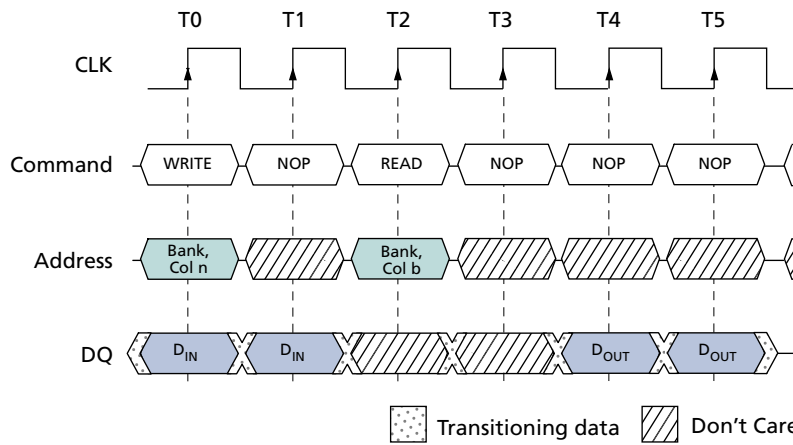 T0 T1 T2 T3 T4 T5
CLK
Command WRITE NOP READ NOP NOP NOP
Address Bank, Col n Bank, Col b
DQ DIN DIN DOUT DOUT
Transitioning data Don't Care